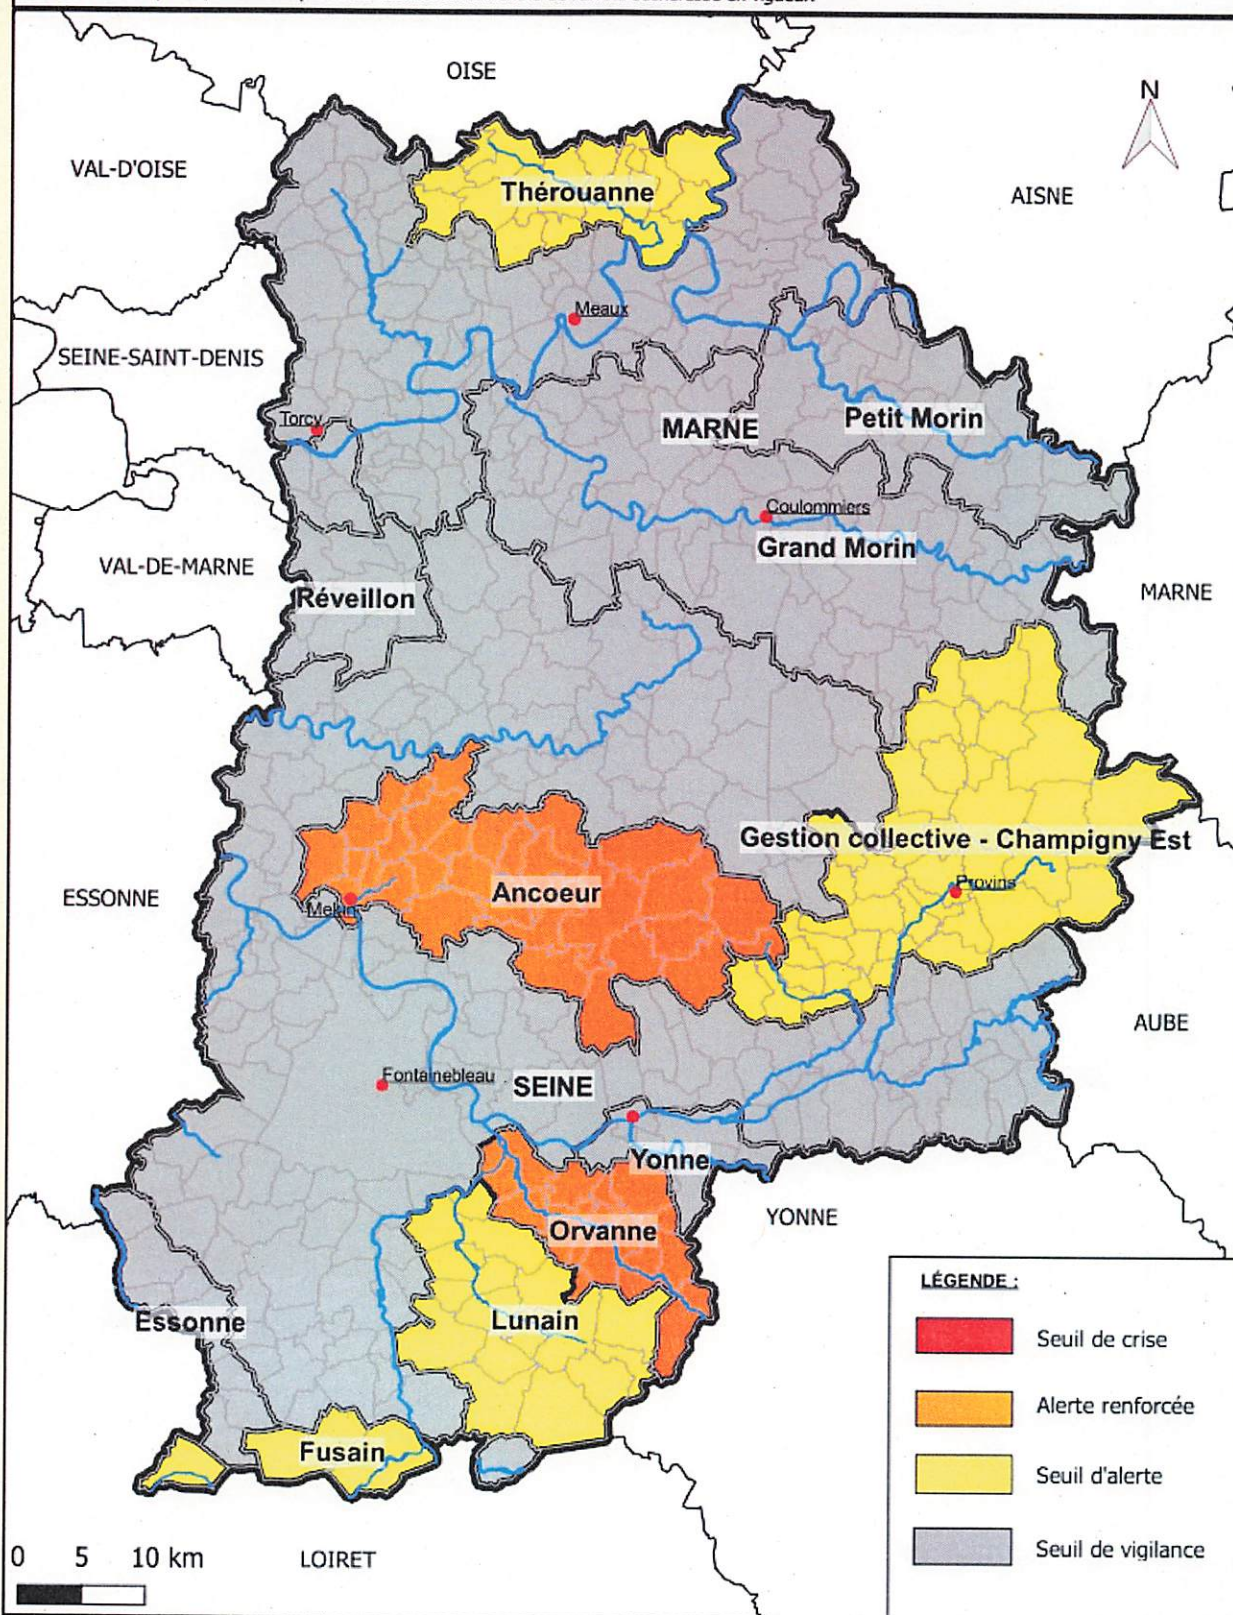 OISE
N
VAL-D'OISE
Thérouanne
AISNE
Meaux
SEINE-SAINT-DENIS
Torcy
MARNE
Petit Morin
Coulommiers
Grand Morin
VAL-DE-MARNE
Réveillon
MARNE
Gestion collective - Champigny Est
Provins
ESSONNE
Ancoeur
Melun
AUBE
Fontainebleau
SEINE
Yonne
YONNE
Orvanne
Essonne
Lunain
Fusain
LÉGENDE :
Seuil de crise
Alerte renforcée
Seuil d'alerte
Seuil de vigilance
0 5 10 km
LOIRET